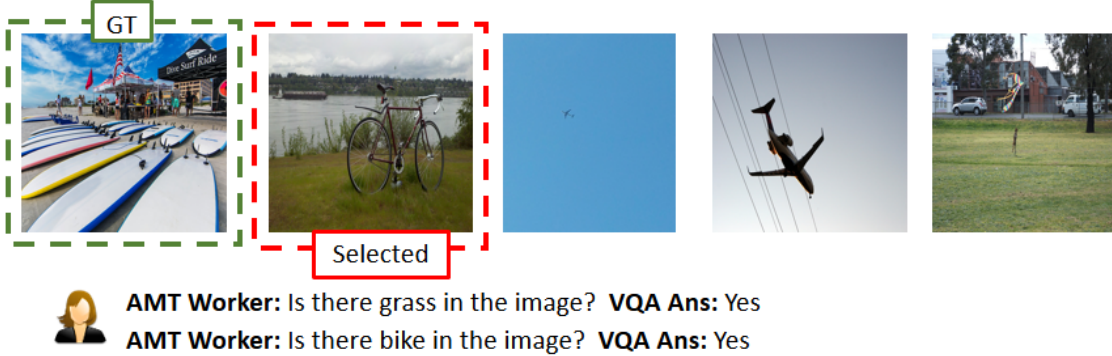 GT
Dive Surf Ride
Selected
AMT Worker: Is there grass in the image? VQA Ans: Yes
AMT Worker: Is there bike in the image? VQA Ans: Yes